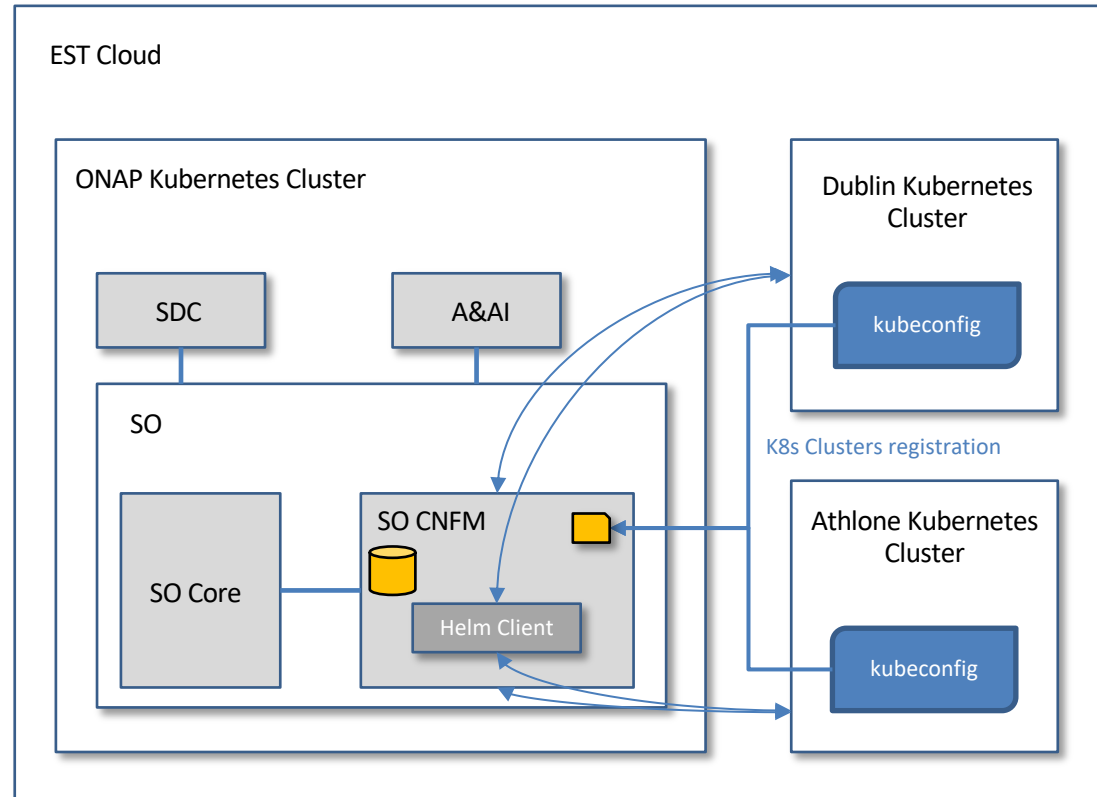 EST Cloud
ONAP Kubernetes Cluster
SDC
A&AI
SO
SO Core
SO CNFM
Helm Client
Dublin Kubernetes
Cluster
kubeconfig
K8s Clusters registration
Athlone Kubernetes
Cluster
kubeconfig